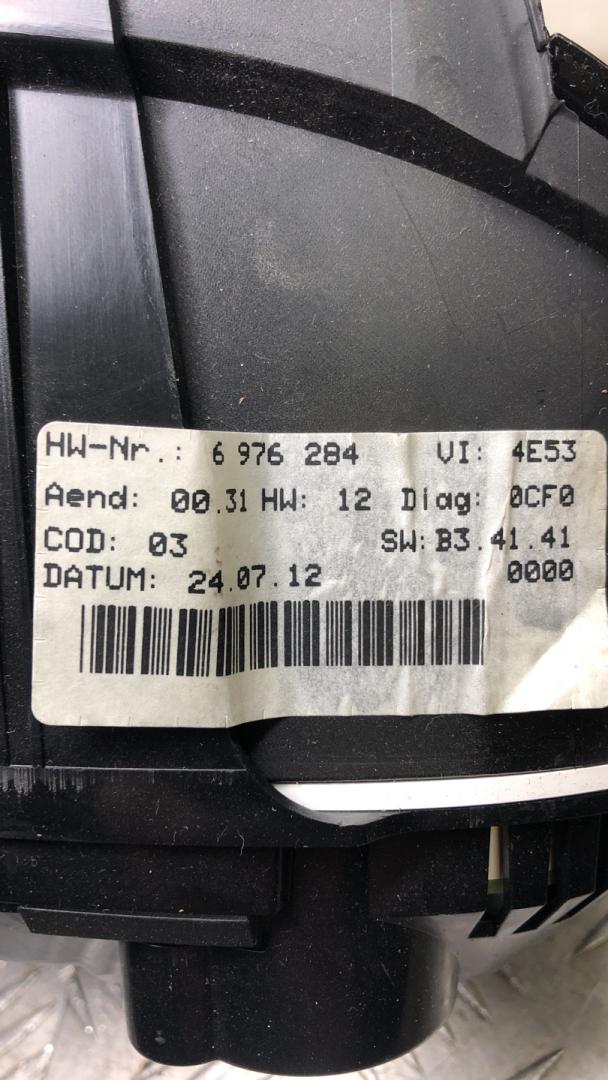 HW-Nr.: 6 976 284 VI: 4E53
Aend: 00.31 HW: 12 Diag: 0CF0
COD: 03 SW: B3.41.41
DATUM: 24.07.12 0000